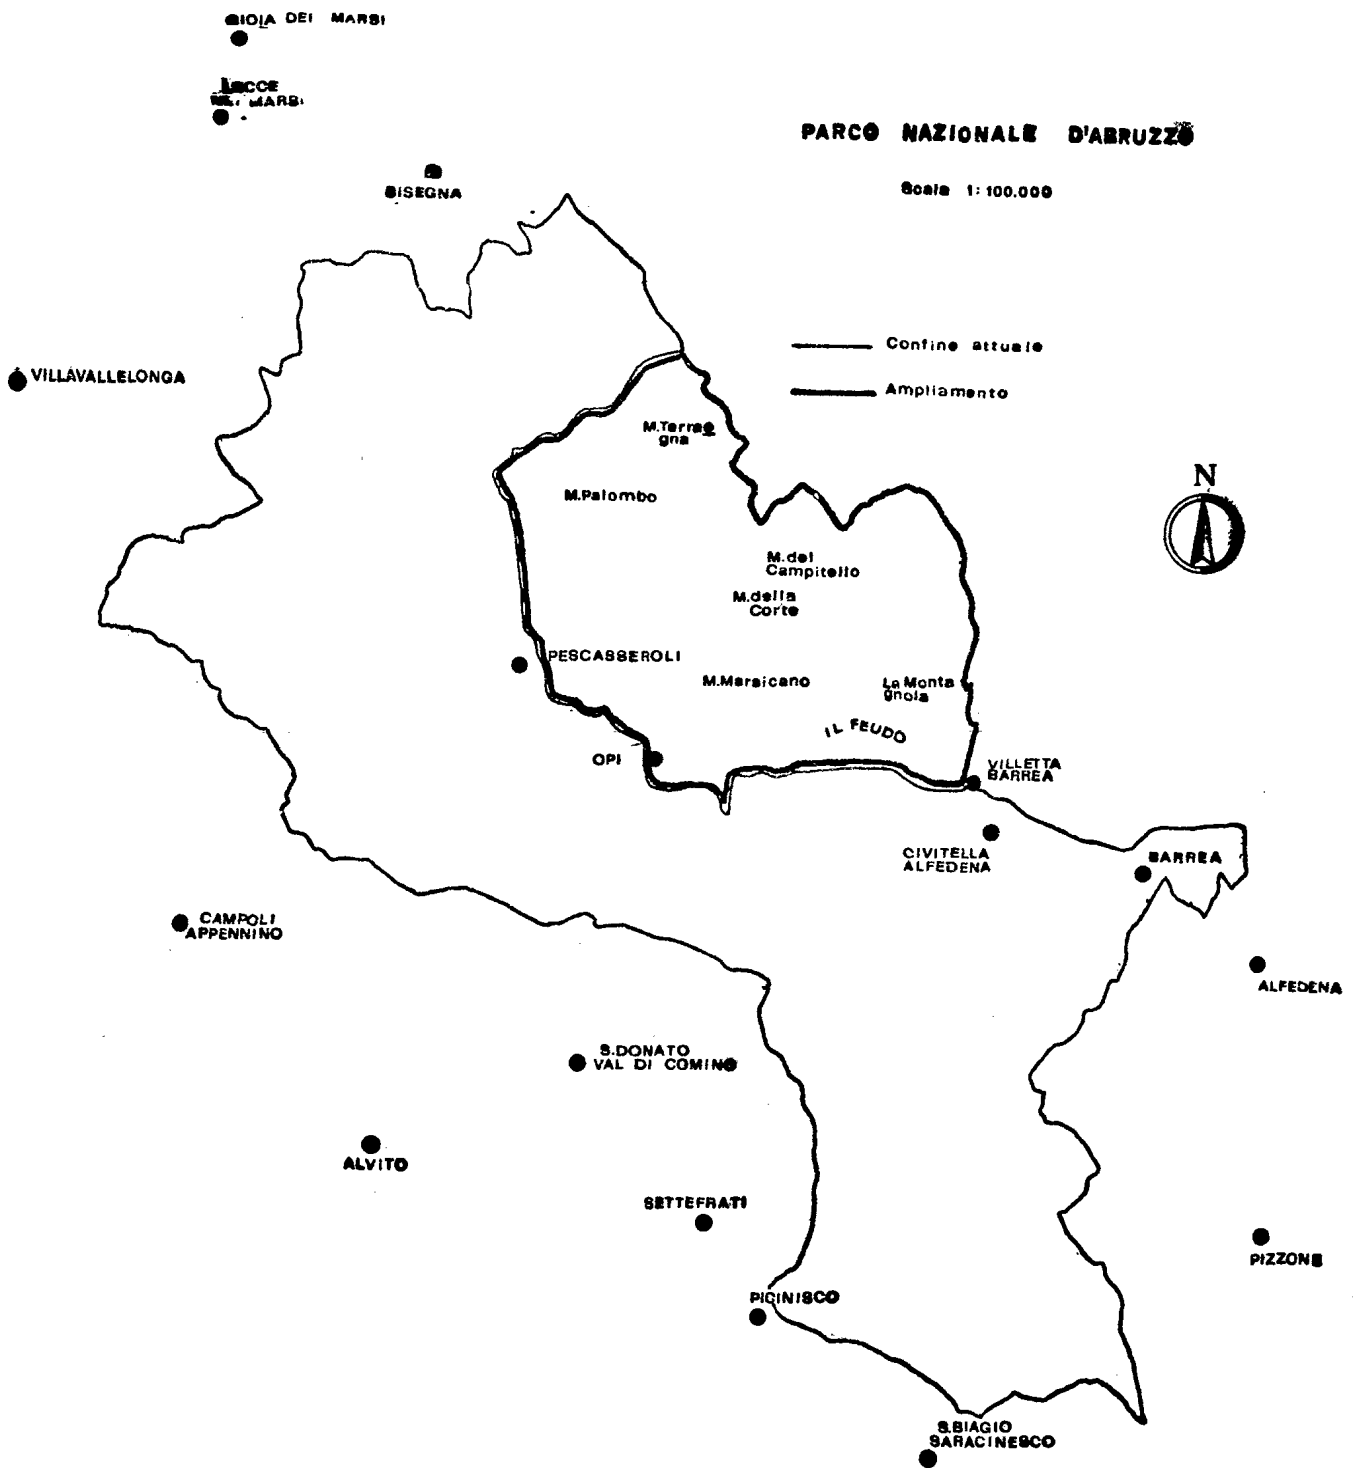 GIOIA DEI MARSI
LECCE
NEI MARSI
PARCO NAZIONALE D'ABRUZZO
BISEGNA
Scala 1:100.000
Confine attuale
VILLAVALLELONGA
Ampliamento
M.Terrae
gna
N
M.Palombo
M.del
Campitello
M.della
Corte
PESCASSEROLI
M.Marsicano
La Monta
gnola
IL FEUDO
OPI
VILLETTA
BARREA
CIVITELLA
ALFEDENA
BARREA
CAMPOLI
APPENNINO
ALFEDENA
S.DONATO
VAL DI COMINO
ALVITO
SETTEFRATI
PIZZONE
PICINISCO
S.BIAGIO
SARACINESCO